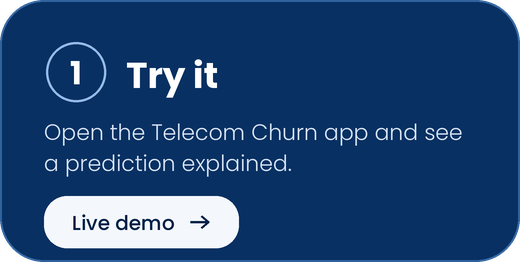 1 Try it
Open the Telecom Churn app and see
a prediction explained.
Live demo →